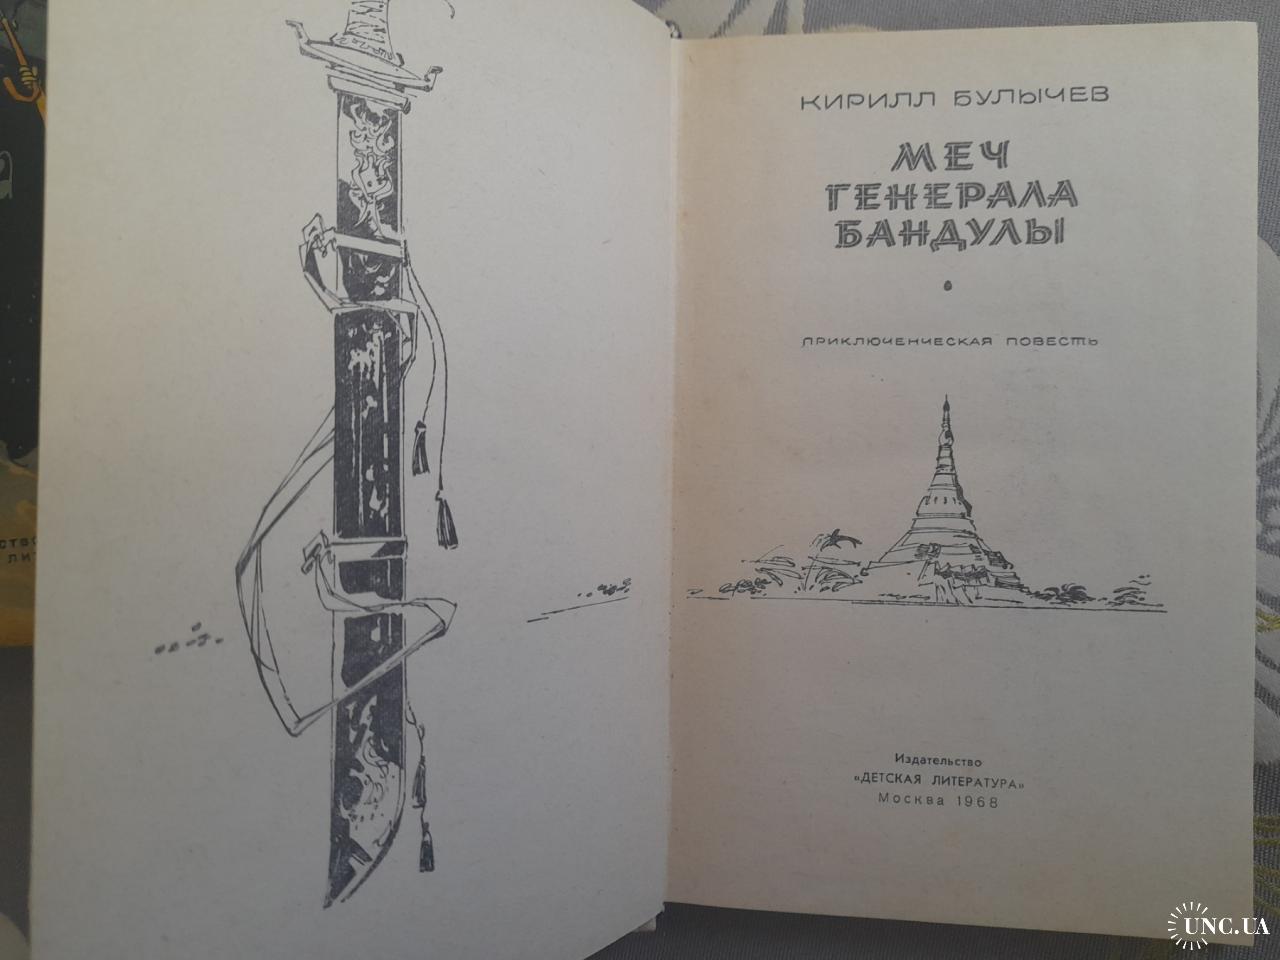 КИРИЛЛ БУЛЫЧЕВ
МЕЧ
ГЕНЕРАЛА
БАНДУЛЫ
ПРИКЛЮЧЕНЧЕСКАЯ ПОВЕСТЬ
Издательство
«ДЕТСКАЯ ЛИТЕРАТУРА»
Москва 1968
UNC.UA